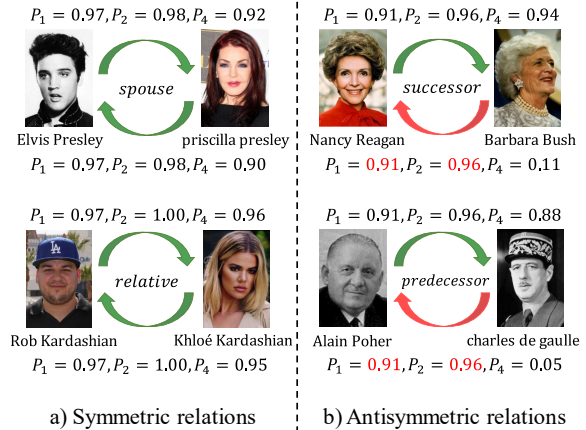 P₁ = 0.97, P₂ = 0.98, P₄ = 0.92
spouse
Elvis Presley
priscilla presley
P₁ = 0.97, P₂ = 0.98, P₄ = 0.90
P₁ = 0.97, P₂ = 1.00, P₄ = 0.96
relative
Rob Kardashian
Khloé Kardashian
P₁ = 0.97, P₂ = 1.00, P₄ = 0.95
a) Symmetric relations
P₁ = 0.91, P₂ = 0.96, P₄ = 0.94
successor
Nancy Reagan
Barbara Bush
P₁ = 0.91, P₂ = 0.96, P₄ = 0.11
P₁ = 0.91, P₂ = 0.96, P₄ = 0.88
predecessor
Alain Poher
charles de gaulle
P₁ = 0.91, P₂ = 0.96, P₄ = 0.05
b) Antisymmetric relations